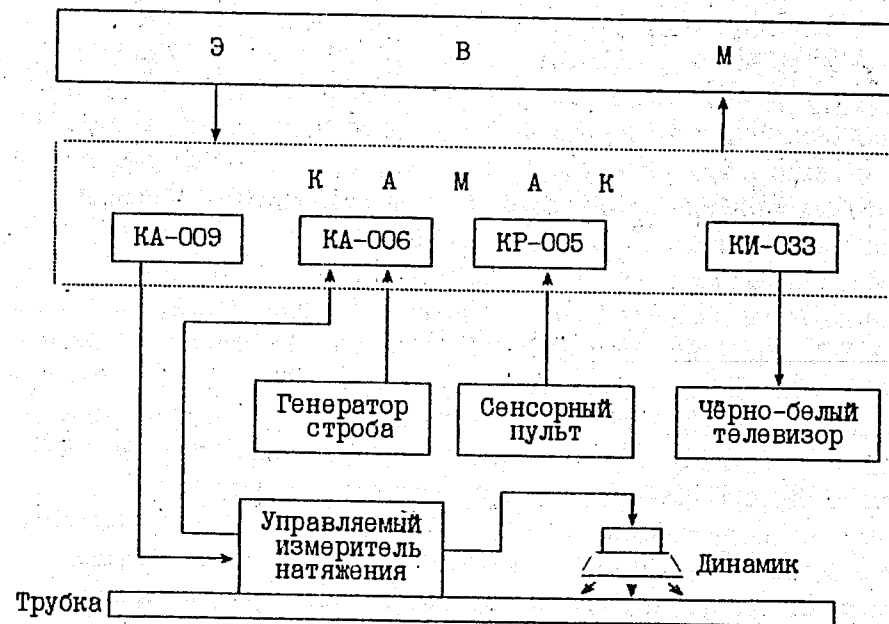 Э В М
К А М А К
КА-009 КА-006 КР-005 КИ-033
Генератор
строба
Сенсорный
пульт
Чёрно-белый
телевизор
Управляемый
измеритель
натяжения
Динамик
Трубка